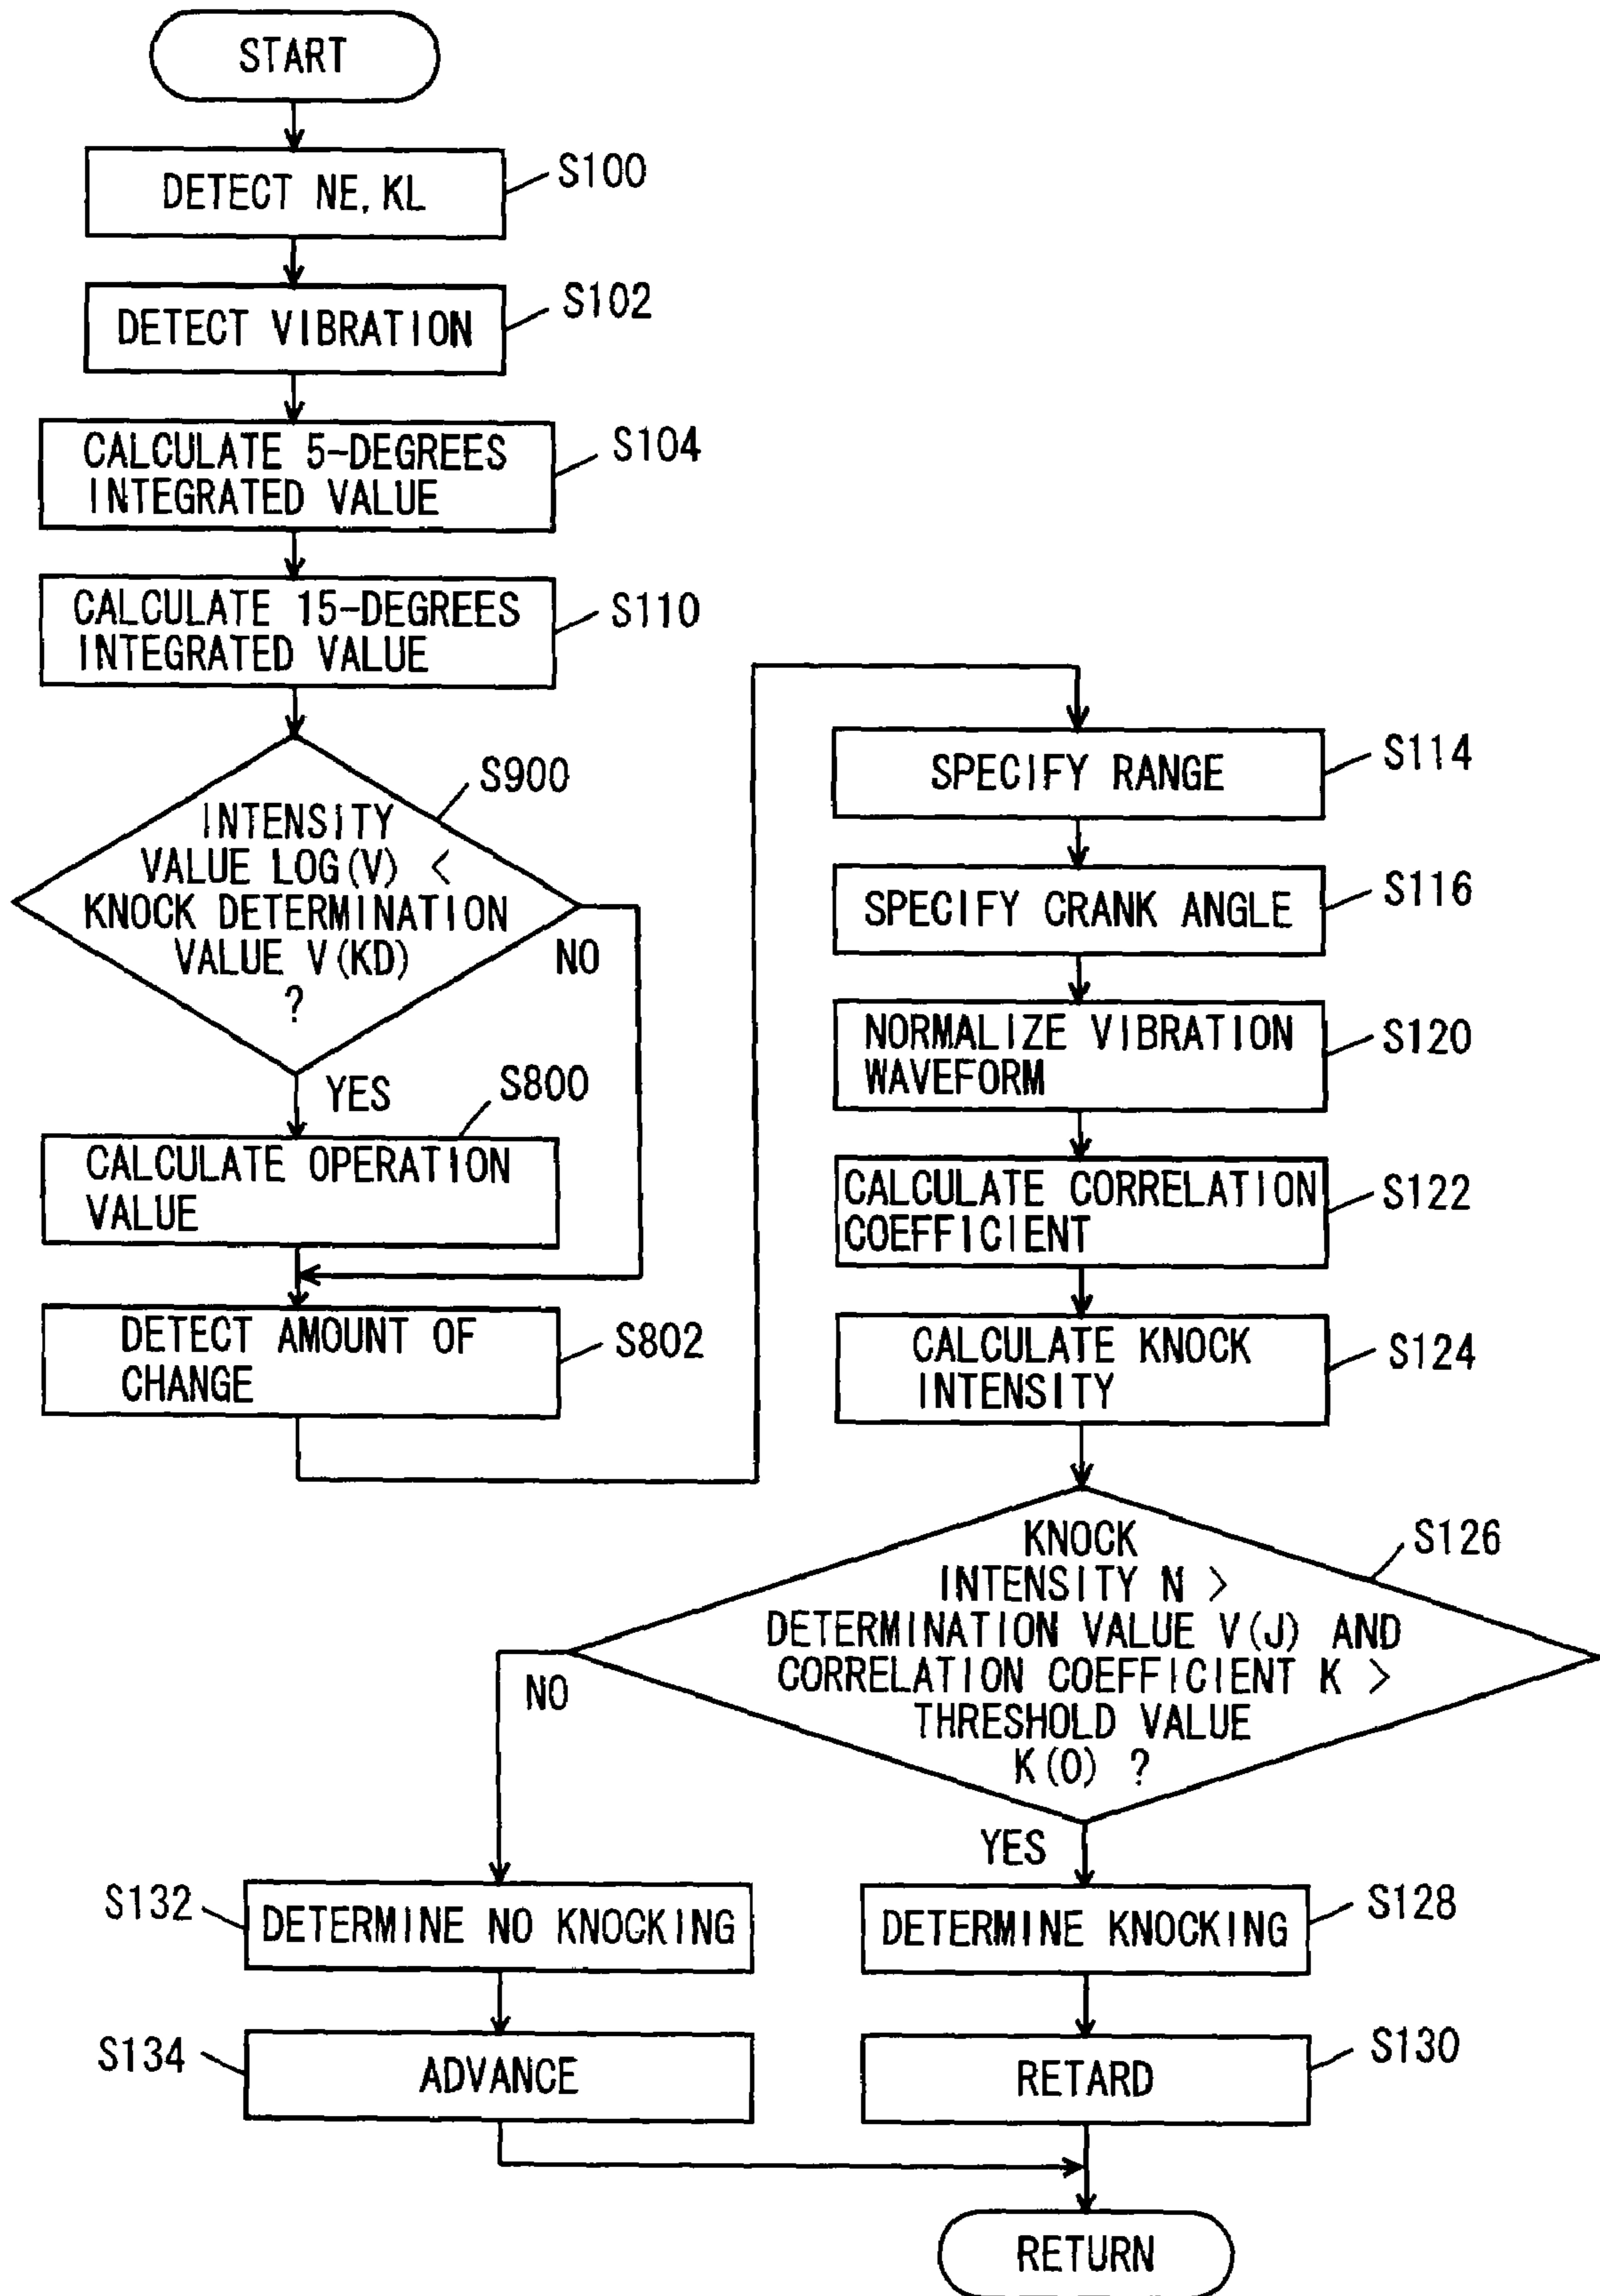 START
DETECT NE, KL
S100
DETECT VIBRATION
S102
CALCULATE 5-DEGREES
INTEGRATED VALUE
S104
CALCULATE 15-DEGREES
INTEGRATED VALUE
S110
INTENSITY
VALUE LOG(V) <
KNOCK DETERMINATION
VALUE V(KD)
?
S900
NO
YES
CALCULATE OPERATION
VALUE
S800
DETECT AMOUNT OF
CHANGE
S802
SPECIFY RANGE
S114
SPECIFY CRANK ANGLE
S116
NORMALIZE VIBRATION
WAVEFORM
S120
CALCULATE CORRELATION
COEFFICIENT
S122
CALCULATE KNOCK
INTENSITY
S124
KNOCK
INTENSITY N >
DETERMINATION VALUE V(J) AND
CORRELATION COEFFICIENT K >
THRESHOLD VALUE
K(0) ?
S126
NO
YES
S132
DETERMINE NO KNOCKING
DETERMINE KNOCKING
S128
S134
ADVANCE
RETARD
S130
RETURN